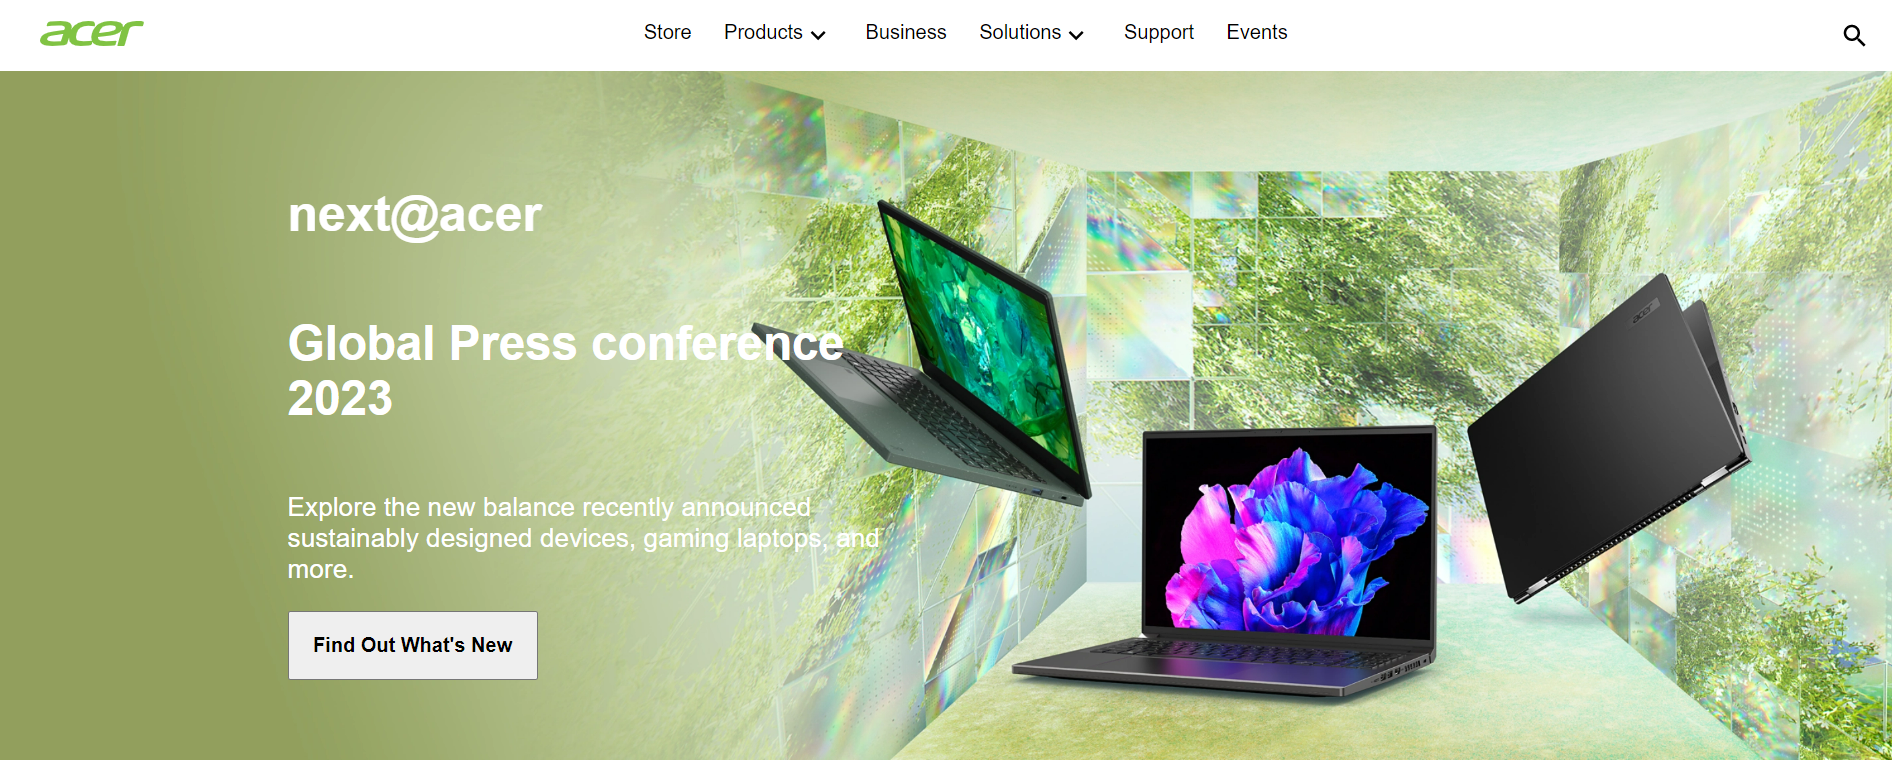 acer
Store Products Business Solutions Support Events
next@acer
Global Press conference
2023
Explore the new balance recently announced
sustainably designed devices, gaming laptops, and
more.
Find Out What's New
acer